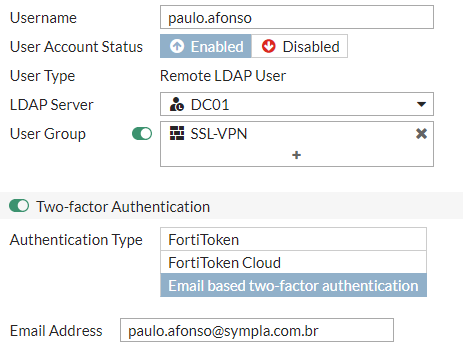 Username paulo.afonso
User Account Status Enabled Disabled
User Type Remote LDAP User
LDAP Server DC01
User Group SSL-VPN
+
Two-factor Authentication
Authentication Type FortiToken
FortiToken Cloud
Email based two-factor authentication
Email Address paulo.afonso@sympla.com.br